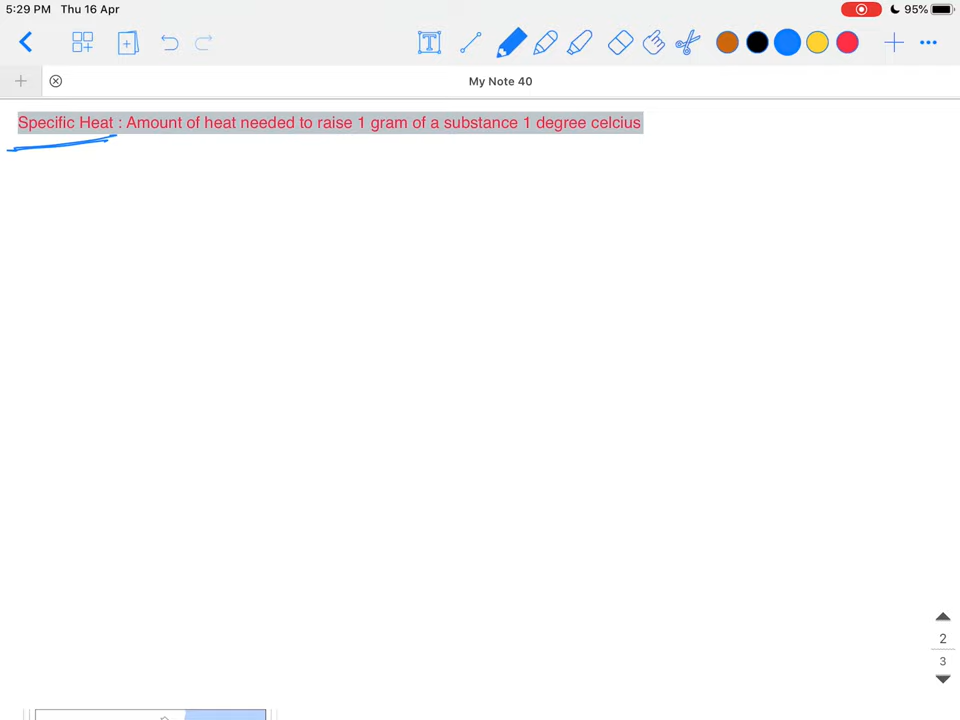 5:29 PM Thu 16 Apr
95%
T
My Note 40
Specific Heat : Amount of heat needed to raise 1 gram of a substance 1 degree celcius
2
3